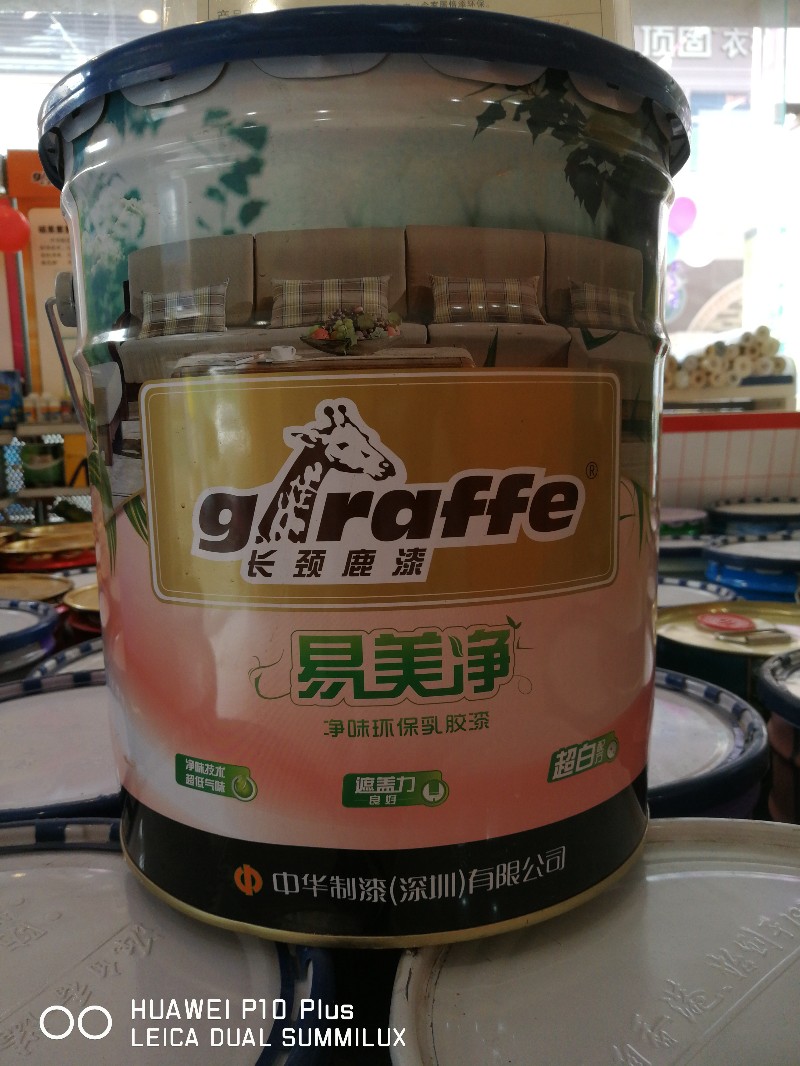 giraffe®
长颈鹿漆
易美净
净味环保乳胶漆
净味技术
超低气味
遮盖力
良好
超白配方
中华制漆(深圳)有限公司
HUAWEI P10 Plus
LEICA DUAL SUMMILUX